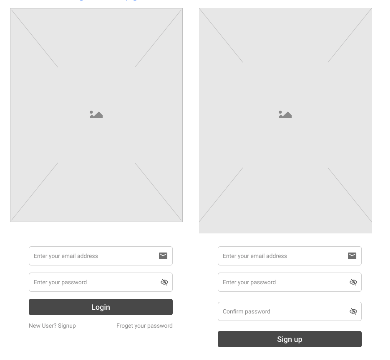 Enter your email address
Enter your password
Login
New User? Signup
Frogot your password
Enter your email address
Enter your password
Confirm password
Sign up